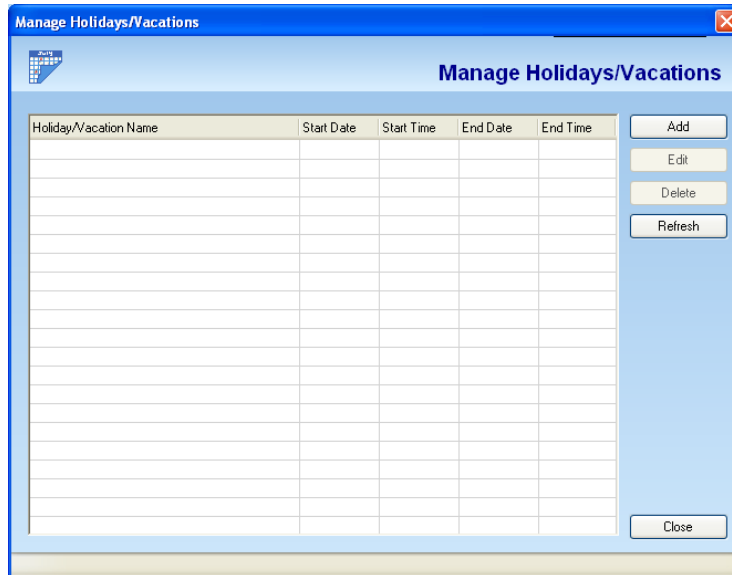 Manage Holidays/Vacations
July
Manage Holidays/Vacations
Holiday/Vacation Name Start Date Start Time End Date End Time
Add
Edit
Delete
Refresh
Close